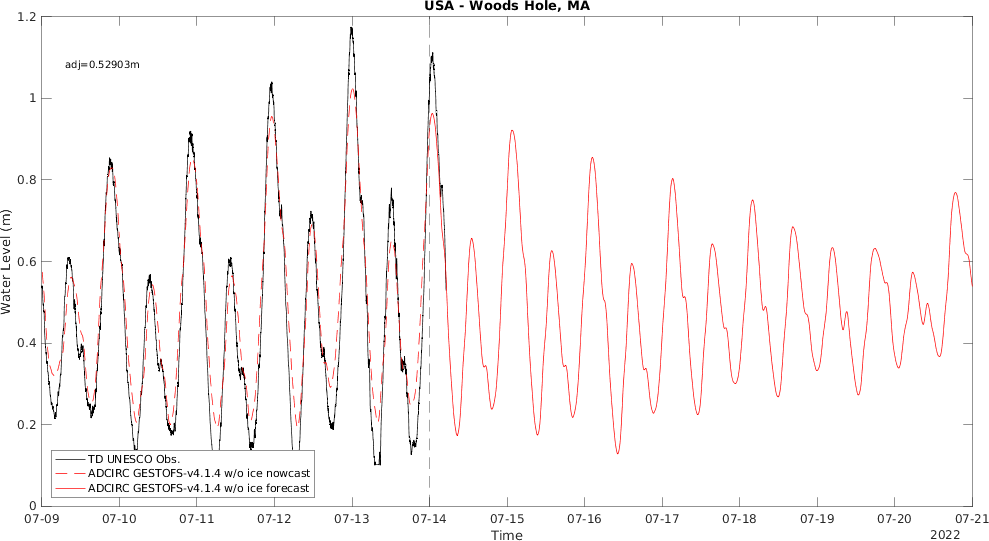 USA - Woods Hole, MA
1.2
1
0.8
0.6
0.4
0.2
0
Water Level (m)
adj=0.52903m
TD UNESCO Obs.
ADCIRC GESTOFS-v4.1.4 w/o ice nowcast
ADCIRC GESTOFS-v4.1.4 w/o ice forecast
07-09 07-10 07-11 07-12 07-13 07-14 07-15 07-16 07-17 07-18 07-19 07-20 07-21
Time
2022